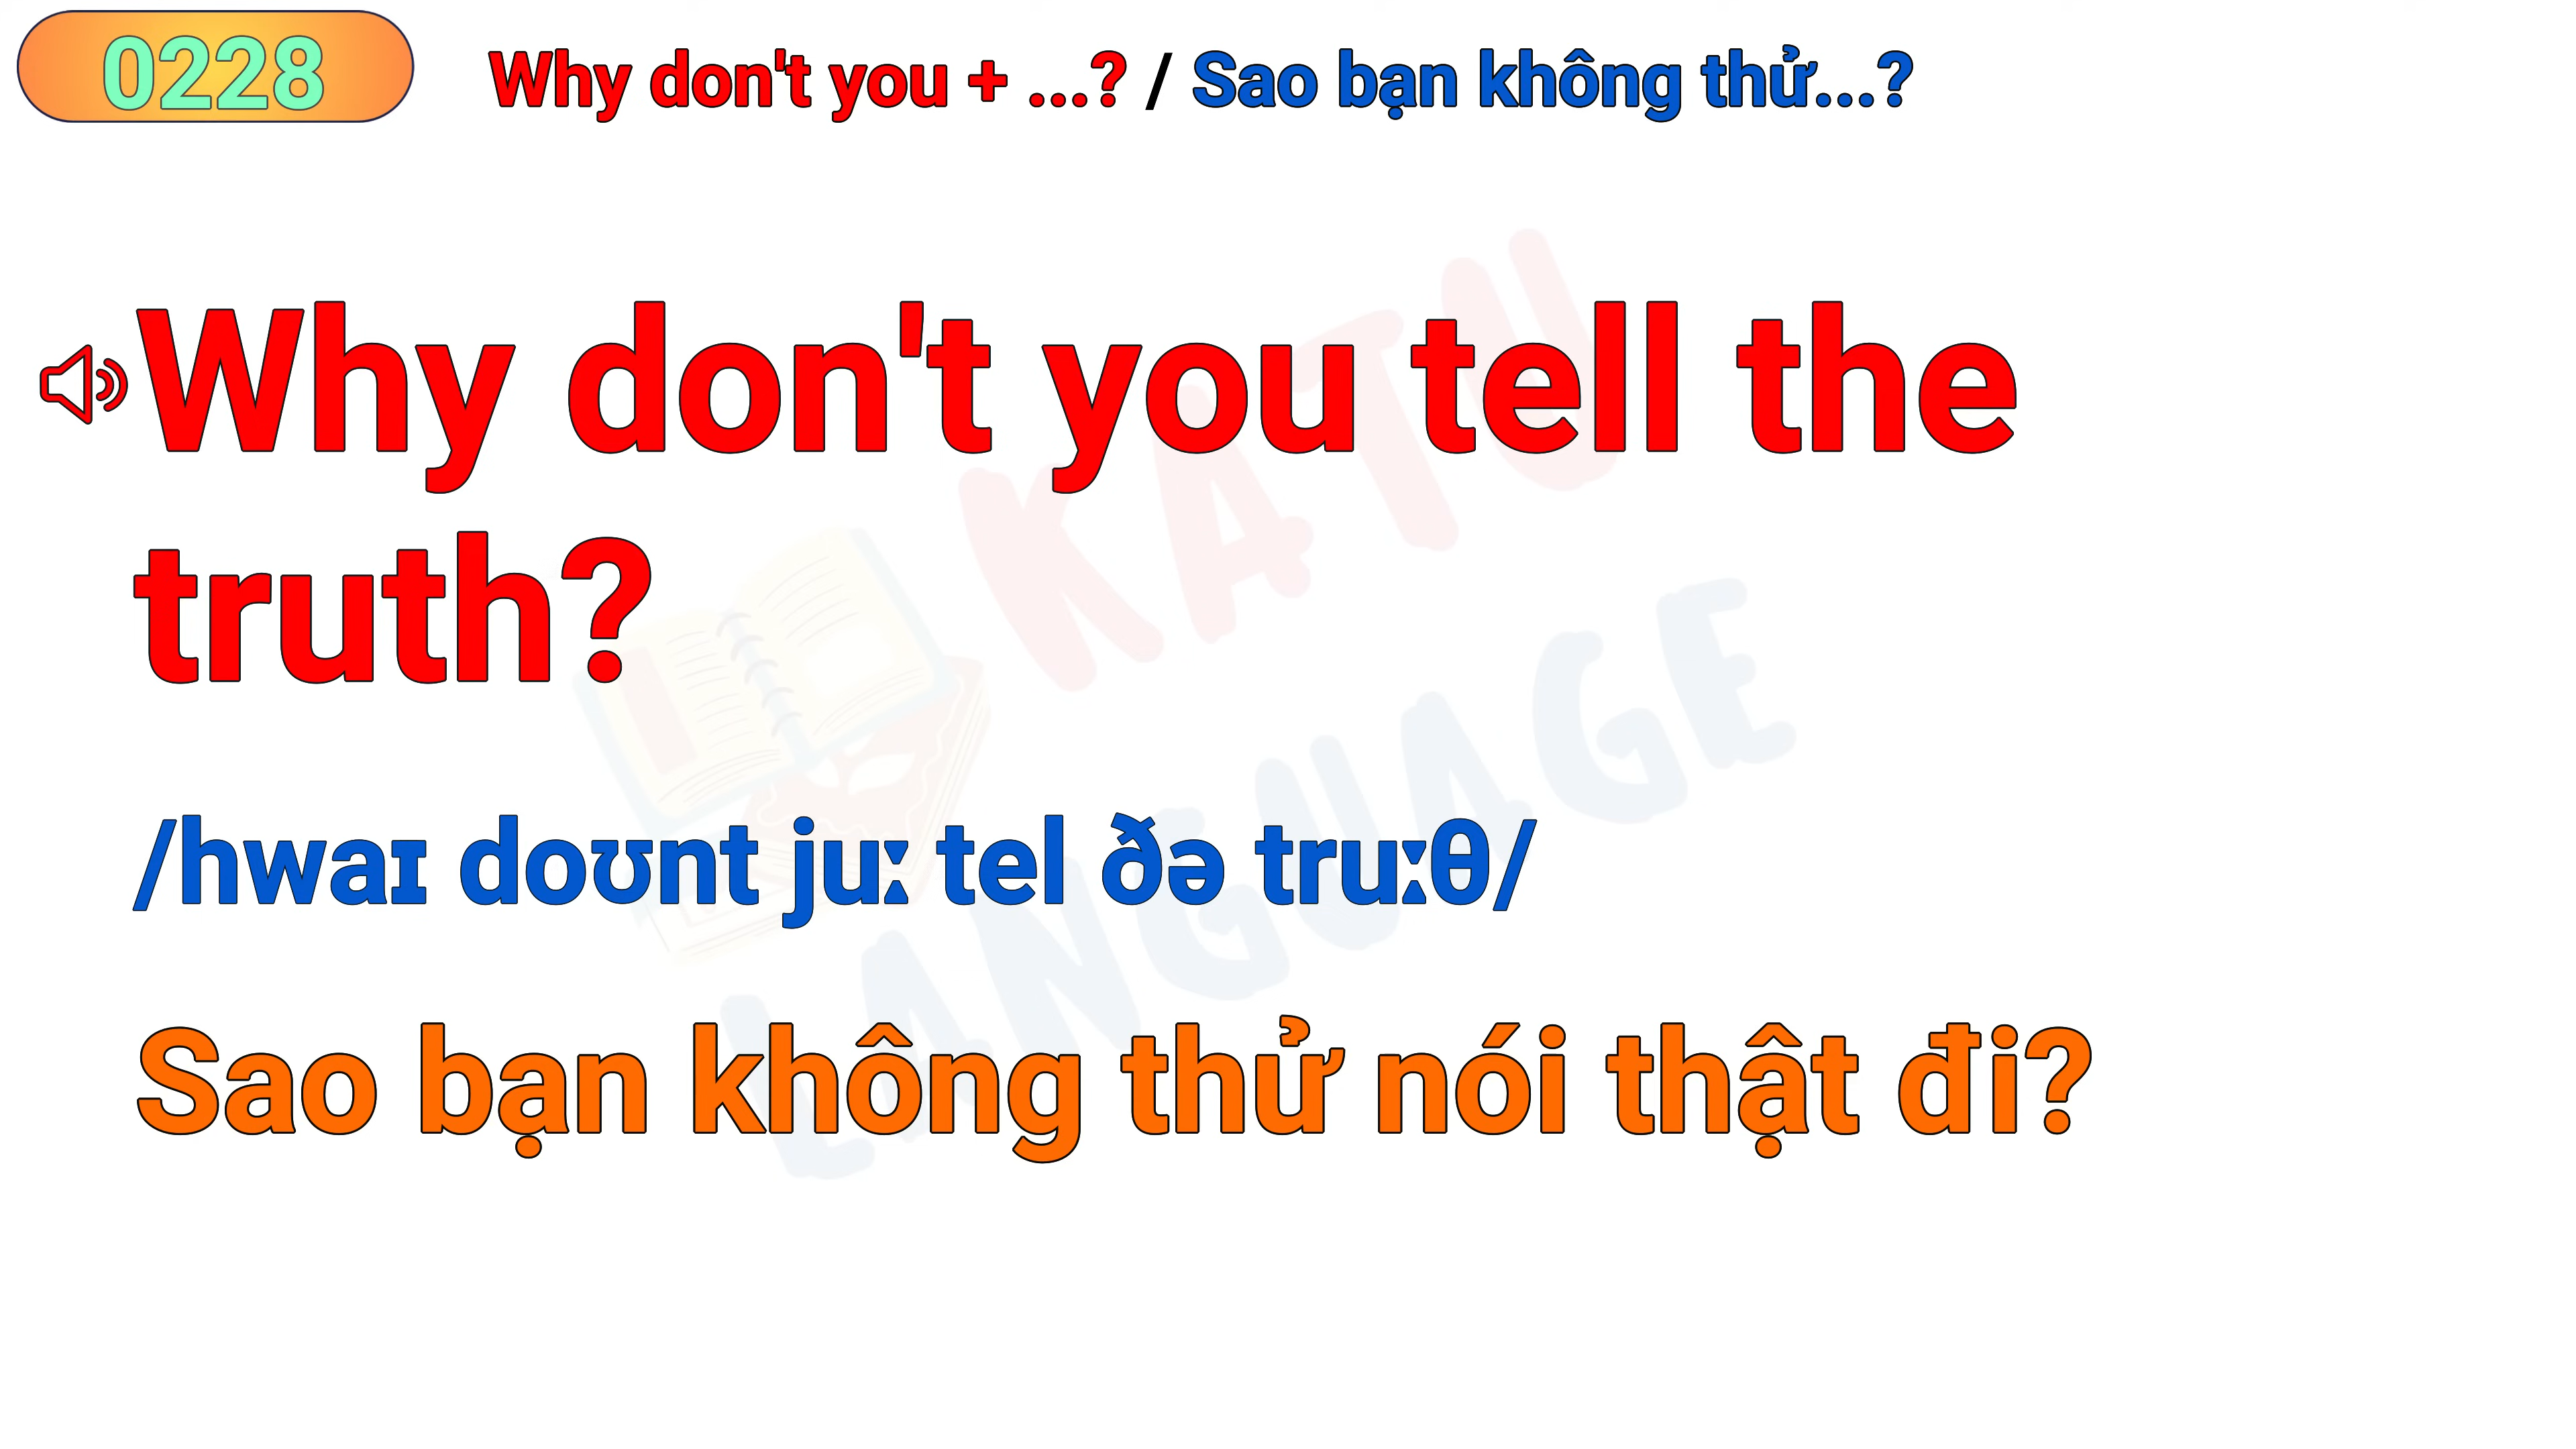 0228
Why don't you + ...? / Sao bạn không thử...?
Why don't you tell the
truth?
/hwaɪ doʊnt juː tel ðə truːθ/
Sao bạn không thử nói thật đi?
KATU
LANGUAGE